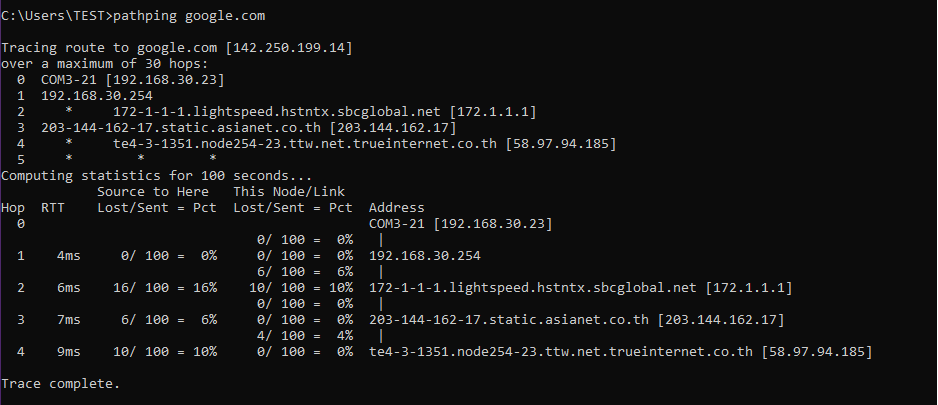 C:\Users\TEST>pathping google.com
Tracing route to google.com [142.250.199.14]
over a maximum of 30 hops:
  0  COM3-21 [192.168.30.23]
  1  192.168.30.254
  2     *     172-1-1-1.lightspeed.hstntx.sbcglobal.net [172.1.1.1]
  3  203-144-162-17.static.asianet.co.th [203.144.162.17]
  4     *     te4-3-1351.node254-23.ttw.net.trueinternet.co.th [58.97.94.185]
  5     *        *        *
Computing statistics for 100 seconds...
            Source to Here   This Node/Link
Hop  RTT    Lost/Sent = Pct  Lost/Sent = Pct  Address
  0                                           COM3-21 [192.168.30.23]
                                0/ 100 =  0%   |
  1    4ms     0/ 100 =  0%     0/ 100 =  0%  192.168.30.254
                                6/ 100 =  6%   |
  2    6ms    16/ 100 = 16%    10/ 100 = 10%  172-1-1-1.lightspeed.hstntx.sbcglobal.net [172.1.1.1]
                                0/ 100 =  0%   |
  3    7ms     6/ 100 =  6%     0/ 100 =  0%  203-144-162-17.static.asianet.co.th [203.144.162.17]
                                4/ 100 =  4%   |
  4    9ms    10/ 100 = 10%     0/ 100 =  0%  te4-3-1351.node254-23.ttw.net.trueinternet.co.th [58.97.94.185]
Trace complete.